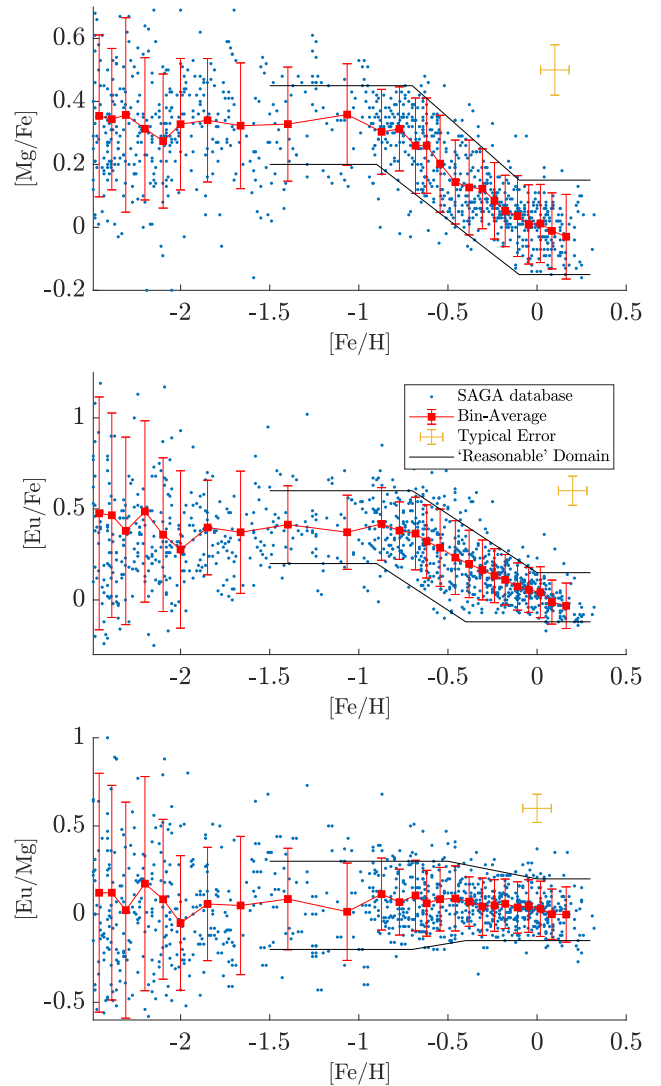 0.6
0.4
0.2
0
-0.2
[Mg/Fe]
-2 -1.5 -1 -0.5 0 0.5
[Fe/H]
1
0.5
0
[Eu/Fe]
SAGA database
Bin-Average
Typical Error
‘Reasonable’ Domain
-2 -1.5 -1 -0.5 0 0.5
[Fe/H]
1
0.5
0
-0.5
[Eu/Mg]
-2 -1.5 -1 -0.5 0 0.5
[Fe/H]